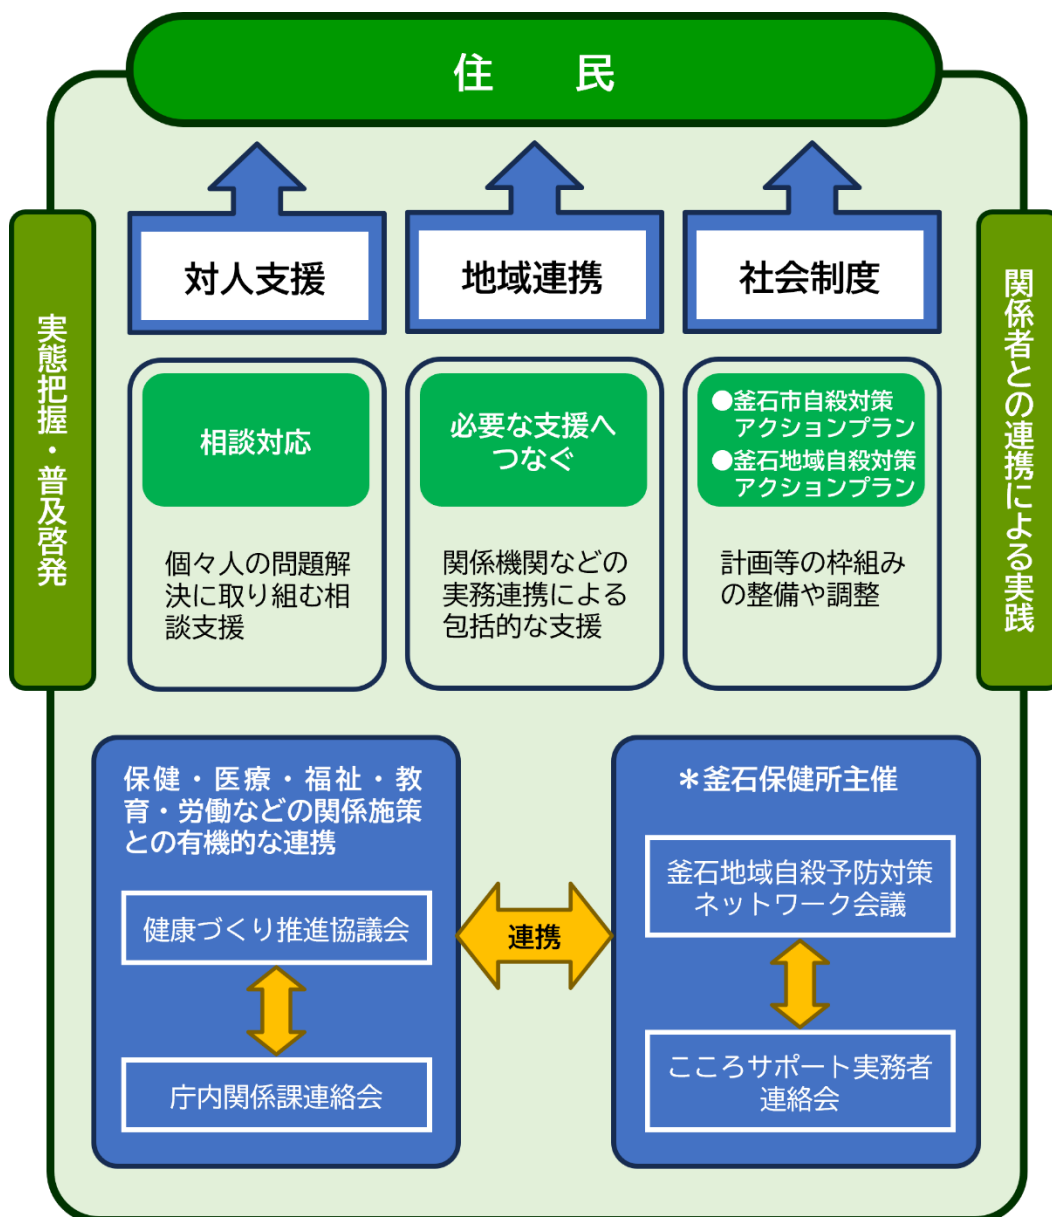 住　民
対人支援
地域連携
社会制度
実態把握・普及啓発
関係者との連携による実践
相談対応
個々人の問題解
決に取り組む相
談支援
必要な支援へ
つなぐ
関係機関などの
実務連携による
包括的な支援
●釜石市自殺対策
アクションプラン
●釜石地域自殺対策
アクションプラン
計画等の枠組み
の整備や調整
保健・医療・福祉・教
育・労働などの関係施策
との有機的な連携
健康づくり推進協議会
庁内関係課連絡会
連携
＊釜石保健所主催
釜石地域自殺予防対策
ネットワーク会議
こころサポート実務者
連絡会